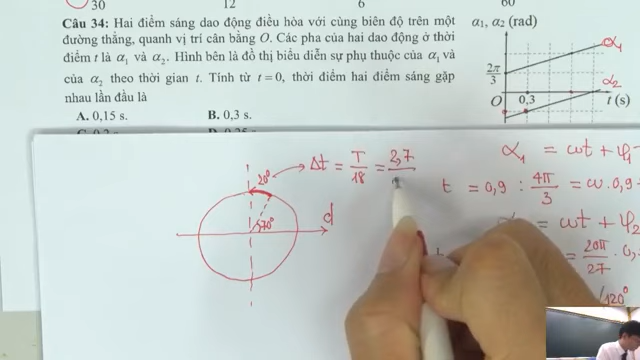 30 12 6 60
Câu 34: Hai điểm sáng dao động điều hòa với cùng biên độ trên một
đường thẳng, quanh vị trí cân bằng O. Các pha của hai dao động ở thời
điểm t là α₁ và α₂. Hình bên là đồ thị biểu diễn sự phụ thuộc của α₁ và
của α₂ theo thời gian t. Tính từ t = 0, thời điểm hai điểm sáng gặp
nhau lần đầu là
A. 0,15 s. B. 0,3 s.
α₁, α₂ (rad)
α₁
2π/3
α₂
O 0,3 t (s)
20° Δt = T/18 = 2,7
70° d
α₁ = ωt + φ₁
t = 0,9 : 4π/3 = ω.0,9
= ωt + φ₂
= 20π/27 . 0,
120°